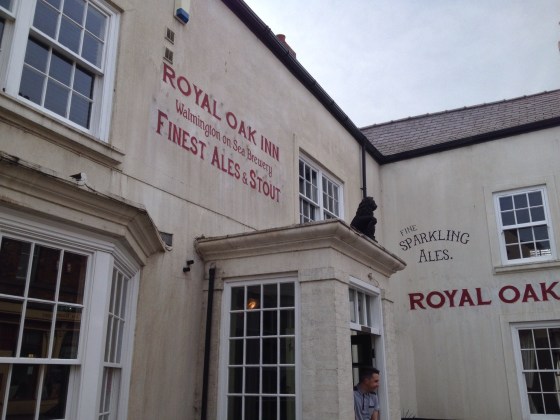 ROYAL OAK INN
Walmington on Sea Brewery
FINEST ALES & STOUT
FINE
SPARKLING
ALES.
ROYAL OAK